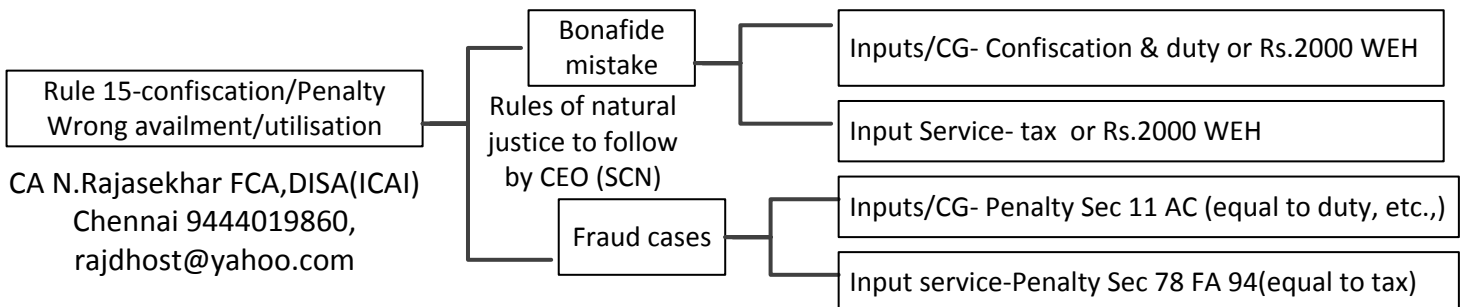 Rule 15-confiscation/Penalty
Wrong availment/utilisation
CA N.Rajasekhar FCA,DISA(ICAI)
Chennai 9444019860,
rajdhost@yahoo.com
Bonafide
mistake
Rules of natural
justice to follow
by CEO (SCN)
Fraud cases
Inputs/CG- Confiscation & duty or Rs.2000 WEH
Input Service- tax or Rs.2000 WEH
Inputs/CG- Penalty Sec 11 AC (equal to duty, etc.,)
Input service-Penalty Sec 78 FA 94(equal to tax)